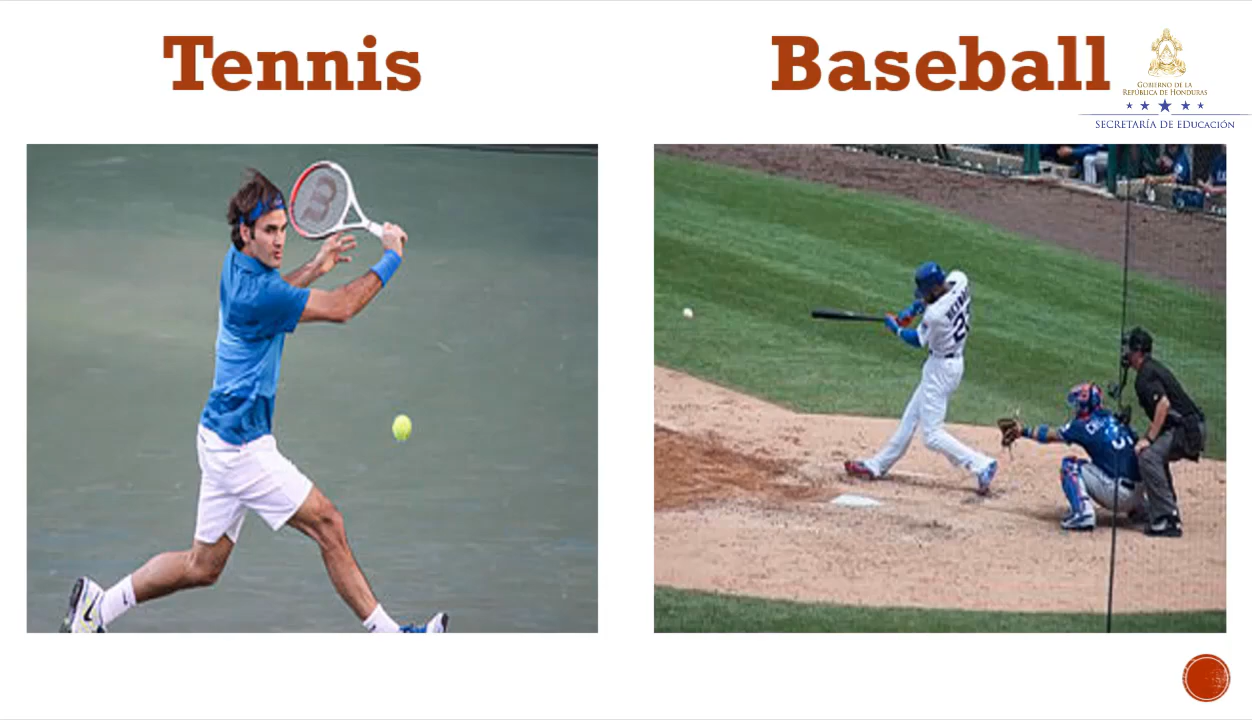 Tennis
Baseball
GOBIERNO DE LA
REPÚBLICA DE HONDURAS
SECRETARÍA DE EDUCACIÓN